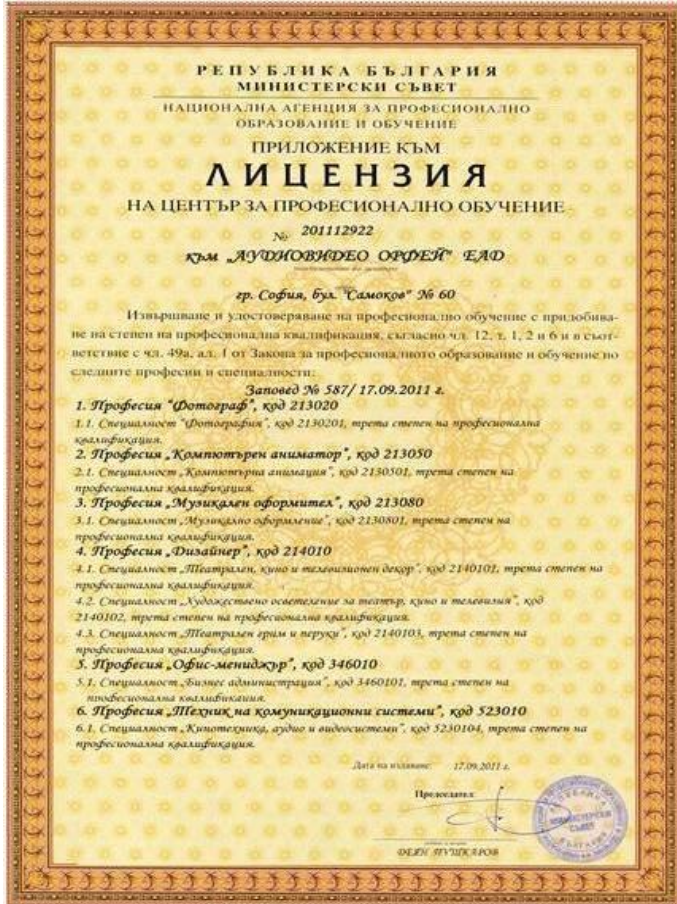 РЕПУБЛИКА БЪЛГАРИЯ
МИНИСТЕРСКИ СЪВЕТ
НАЦИОНАЛНА АГЕНЦИЯ ЗА ПРОФЕСИОНАЛНО
ОБРАЗОВАНИЕ И ОБУЧЕНИЕ
ПРИЛОЖЕНИЕ КЪМ
ЛИЦЕНЗИЯ
НА ЦЕНТЪР ЗА ПРОФЕСИОНАЛНО ОБУЧЕНИЕ
№ 201112922
към „АУДИОВИДЕО ОРФЕЙ" ЕАД
гр. София, бул. "Самоков" № 60
Извършване и удостоверяване на професионално обучение с придобива-
не на степен на професионална квалификация, съгласно чл. 12, т. 1, 2 и 6 и в съот-
ветствие с чл. 49а, ал. 1 от Закона за професионалното образование и обучение по
следните професии и специалности:
Заповед № 587/ 17.09.2011 г.
1. Професия "Фотограф", код 213020
1.1. Специалност "Фотография", код 2130201, трета степен на професионална
квалификация.
2. Професия „Компютърен аниматор", код 213050
2.1. Специалност „Компютърна анимация", код 2130501, трета степен на
професионална квалификация.
3. Професия „Музикален оформител", код 213080
3.1. Специалност „Музикално оформление", код 2130801, трета степен на
професионална квалификация.
4. Професия „Дизайнер", код 214010
4.1. Специалност „Театрален, кино и телевизионен декор", код 2140101, трета степен на
професионална квалификация.
4.2. Специалност „Художествено осветление за театър, кино и телевизия", код
2140102, трета степен на професионална квалификация.
4.3. Специалност „Театрален грим и перуки", код 2140103, трета степен на
професионална квалификация.
5. Професия „Офис-мениджър", код 346010
5.1. Специалност „Бизнес администрация", код 3460101, трета степен на
професионална квалификация.
6. Професия „Техник на комуникационни системи", код 523010
6.1. Специалност „Кинотехника, аудио и видеосистеми", код 5230104, трета степен на
професионална квалификация.
Дата на издаване: 17.09.2011 г.
Председател:
ДЕЯН ПУШКАРОВ
МИНИСТЕРСКИ
СЪВЕТ